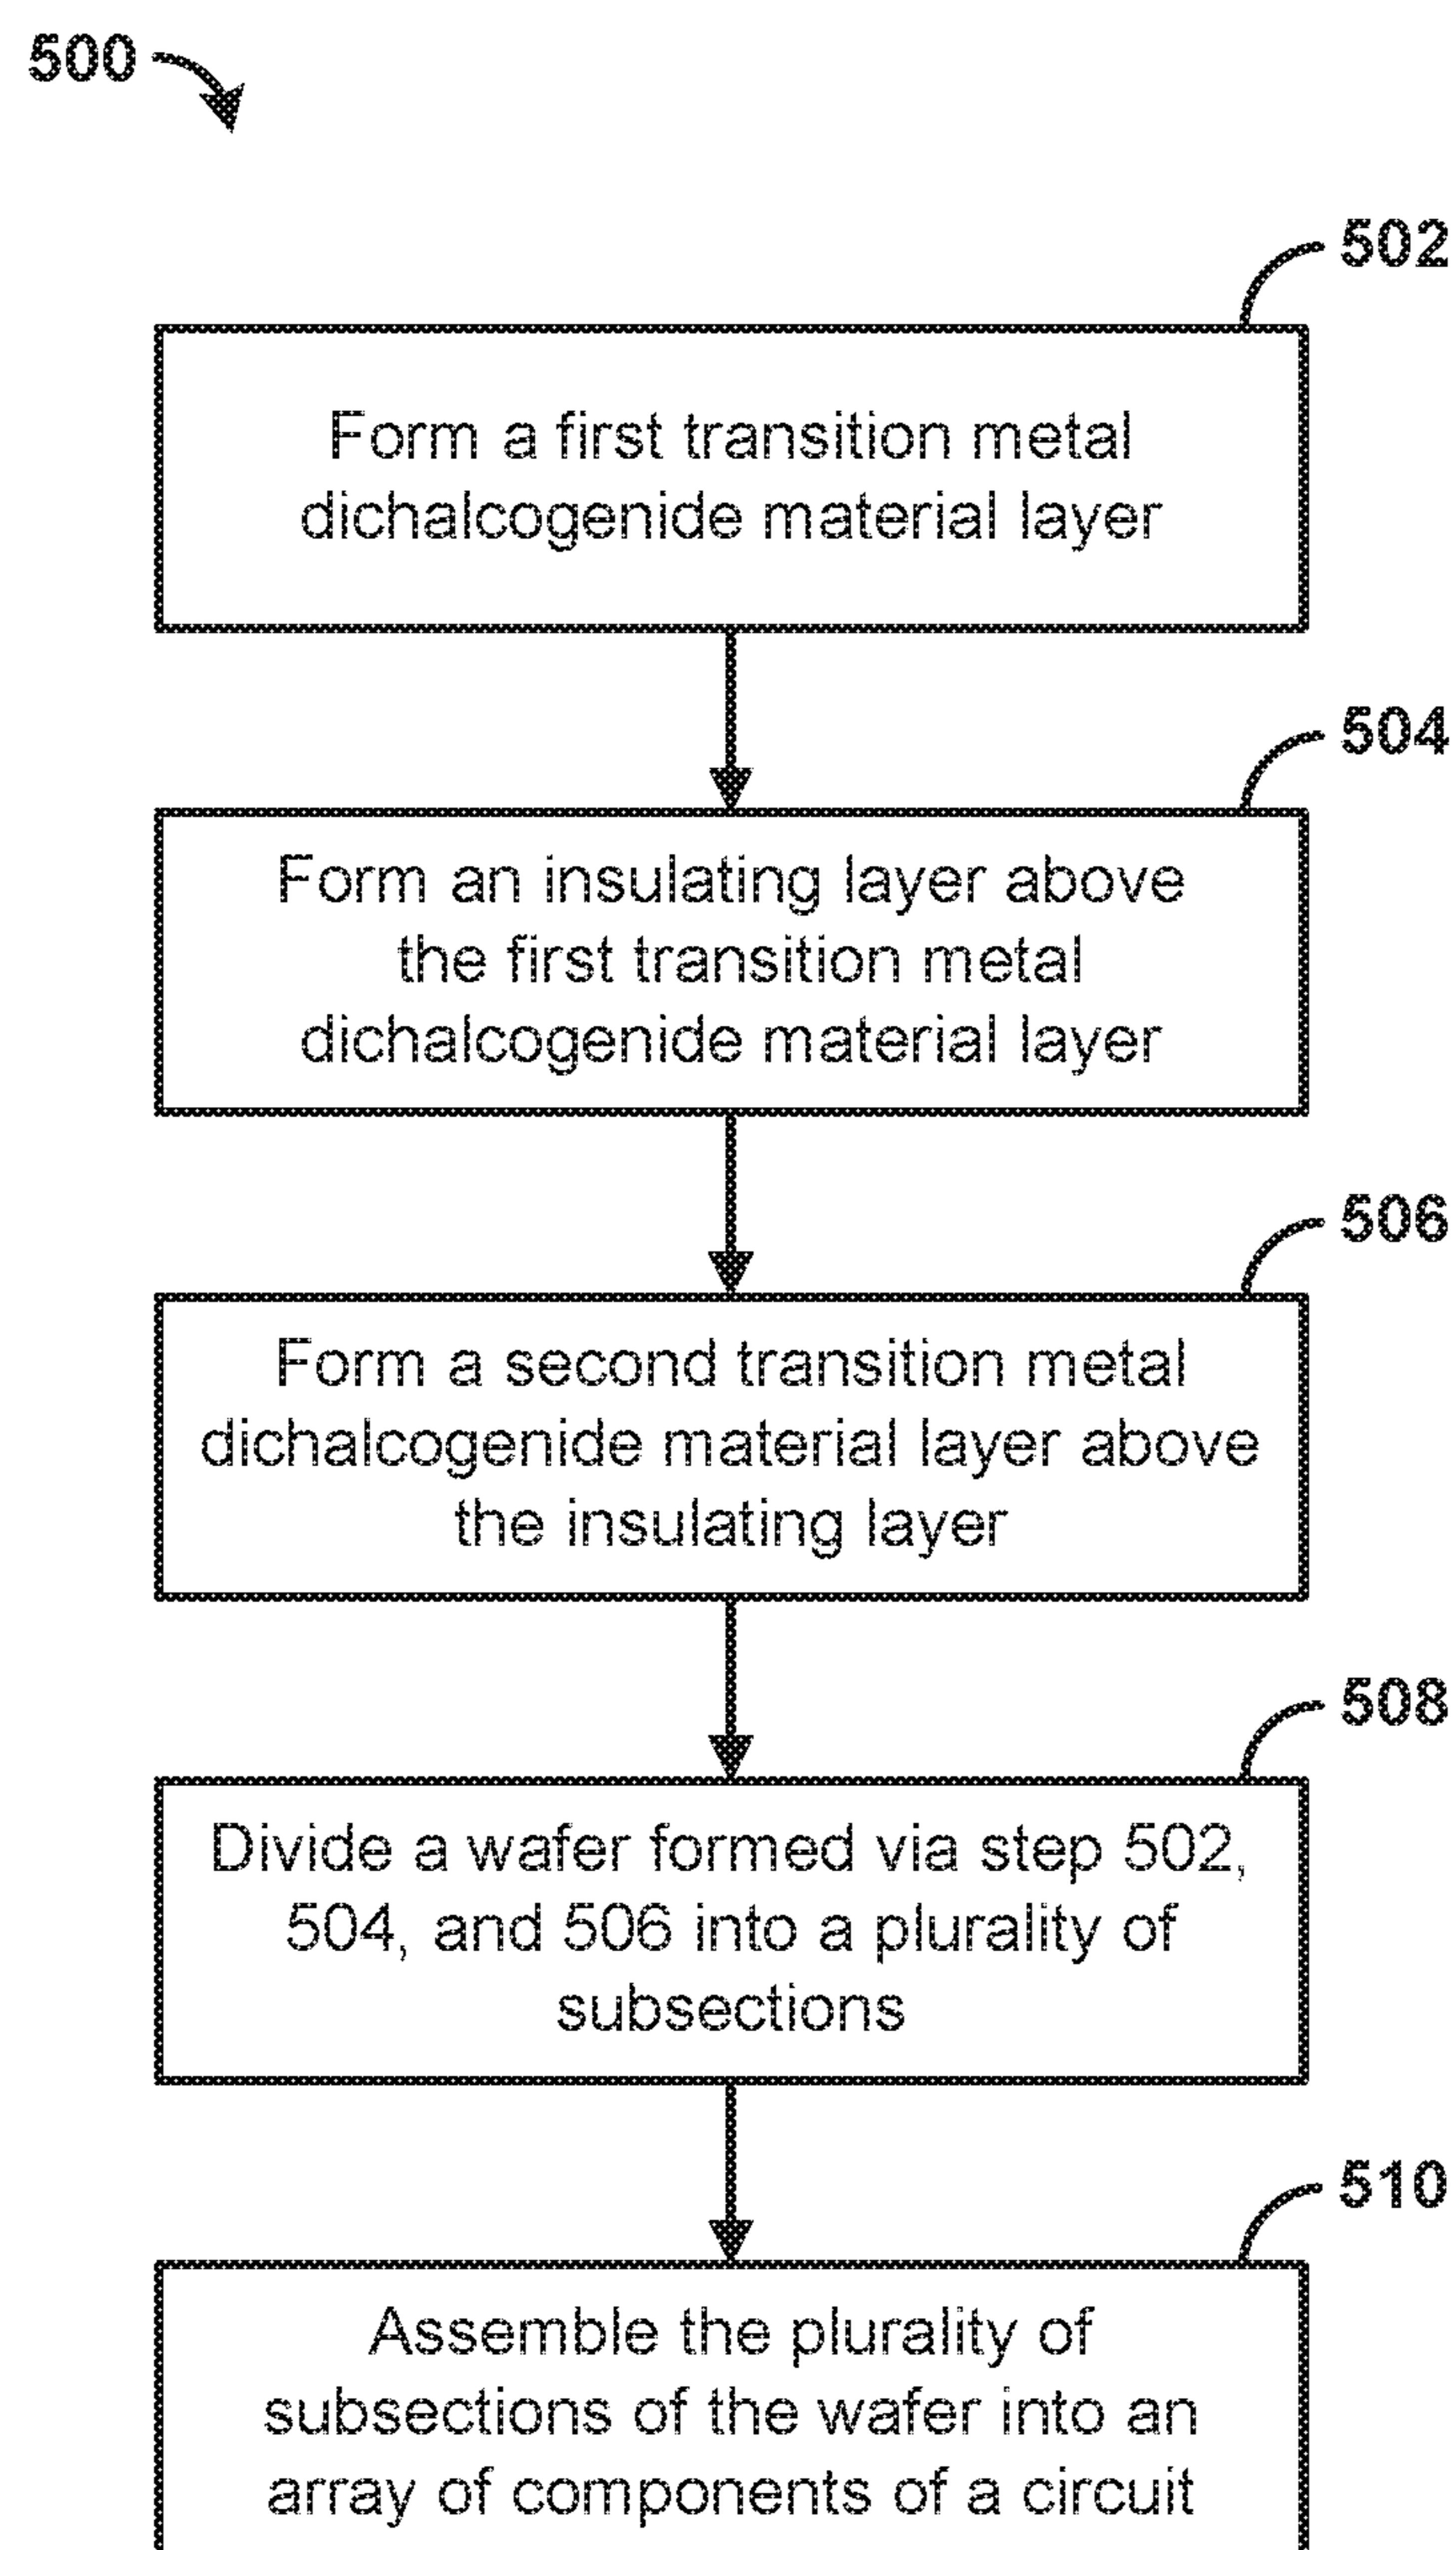 500
502
Form a first transition metal
dichalcogenide material layer
504
Form an insulating layer above
the first transition metal
dichalcogenide material layer
506
Form a second transition metal
dichalcogenide material layer above
the insulating layer
508
Divide a wafer formed via step 502,
504, and 506 into a plurality of
subsections
510
Assemble the plurality of
subsections of the wafer into an
array of components of a circuit